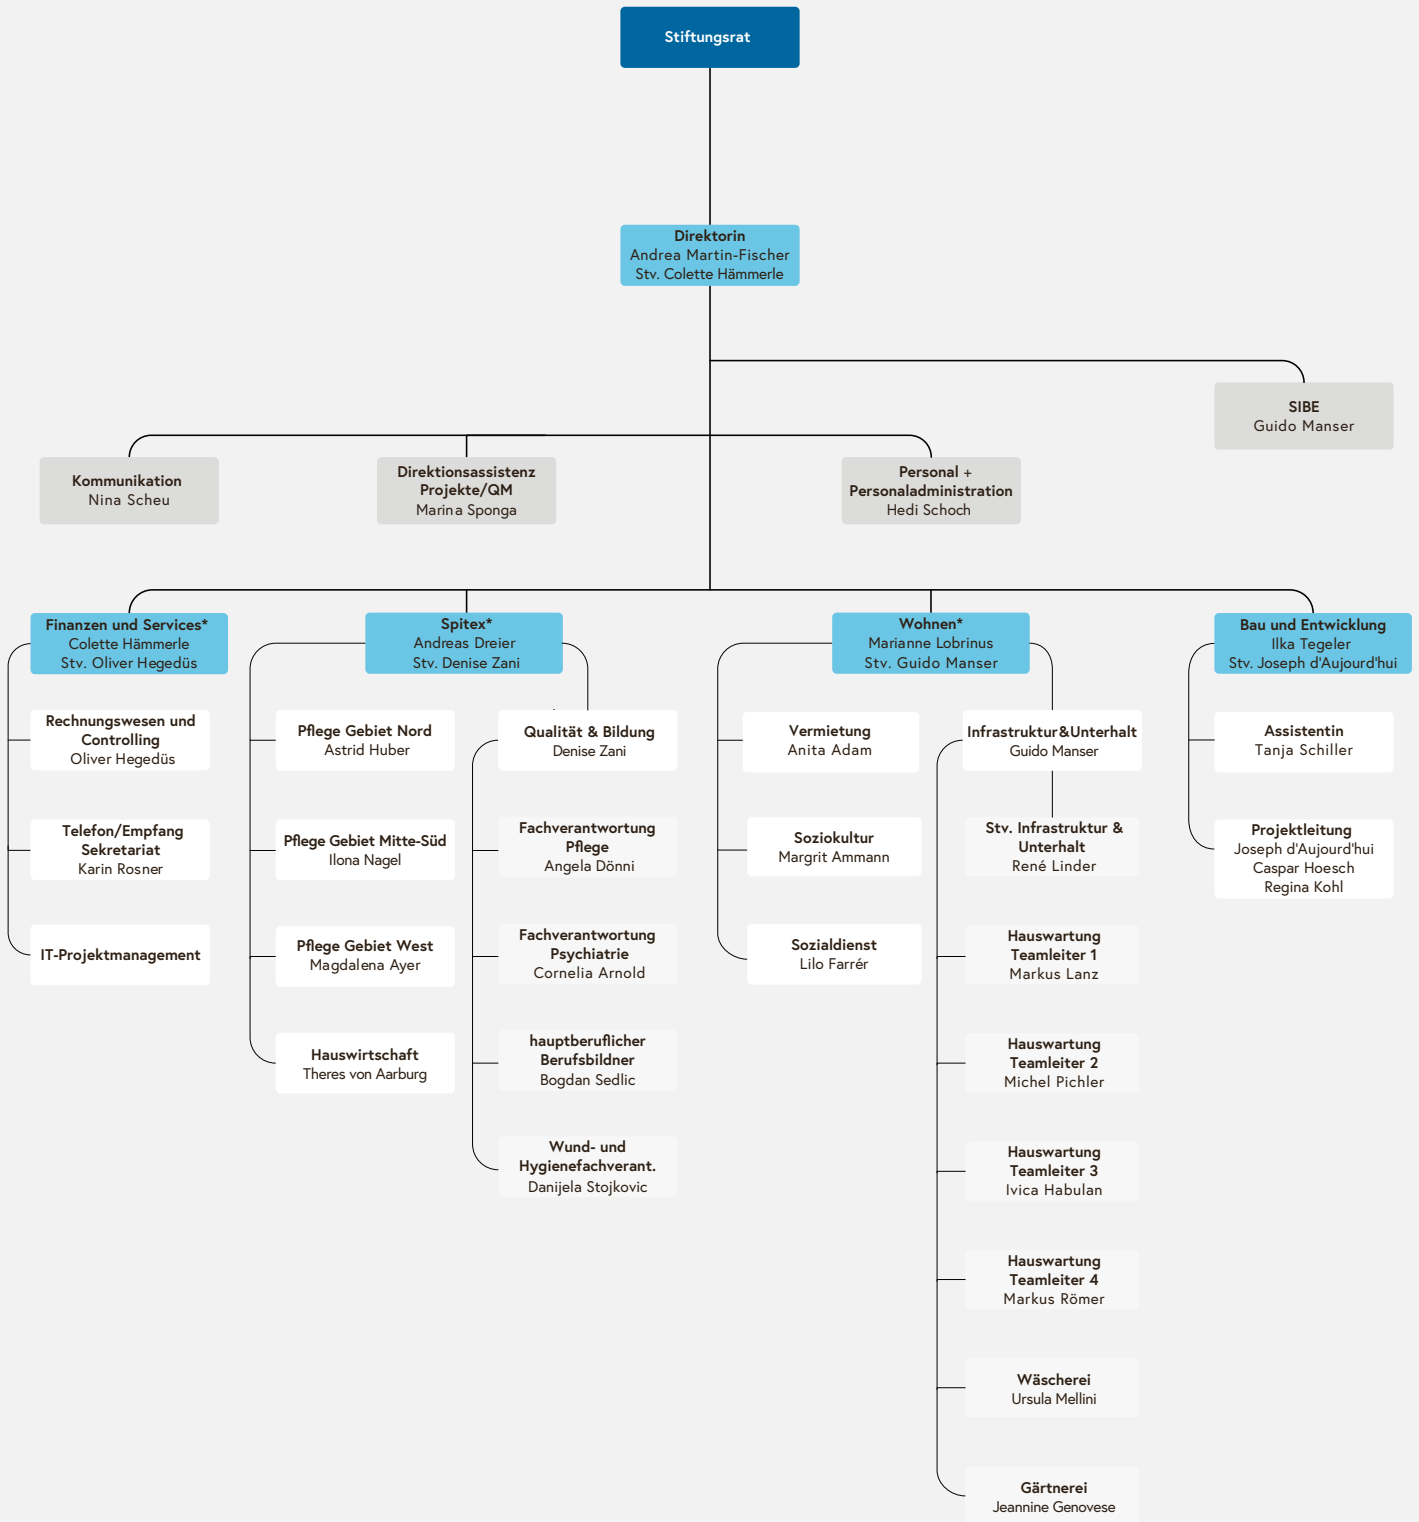 Stiftungsrat
Direktorin
Andrea Martin-Fischer
Stv. Colette Hämmerle
SIBE
Guido Manser
Kommunikation
Nina Scheu
Direktionsassistenz
Projekte/QM
Marina Sponga
Personal +
Personaladministration
Hedi Schoch
Finanzen und Services*
Colette Hämmerle
Stv. Oliver Hegedüs
Rechnungswesen und
Controlling
Oliver Hegedüs
Telefon/Empfang
Sekretariat
Karin Rosner
IT-Projektmanagement
Spitex*
Andreas Dreier
Stv. Denise Zani
Pflege Gebiet Nord
Astrid Huber
Pflege Gebiet Mitte-Süd
Ilona Nagel
Pflege Gebiet West
Magdalena Ayer
Hauswirtschaft
Theres von Aarburg
Qualität & Bildung
Denise Zani
Fachverantwortung
Pflege
Angela Dönni
Fachverantwortung
Psychiatrie
Cornelia Arnold
hauptberuflicher
Berufsbildner
Bogdan Sedlic
Wund- und
Hygienefachverant.
Danijela Stojkovic
Wohnen*
Marianne Lobrinus
Stv. Guido Manser
Vermietung
Anita Adam
Soziokultur
Margrit Ammann
Sozialdienst
Lilo Farrér
Infrastruktur&Unterhalt
Guido Manser
Stv. Infrastruktur &
Unterhalt
René Linder
Hauswartung
Teamleiter 1
Markus Lanz
Hauswartung
Teamleiter 2
Michel Pichler
Hauswartung
Teamleiter 3
Ivica Habulan
Hauswartung
Teamleiter 4
Markus Römer
Wäscherei
Ursula Mellini
Gärtnerei
Jeannine Genovese
Bau und Entwicklung
Ilka Tegeler
Stv. Joseph d'Aujourd'hui
Assistentin
Tanja Schiller
Projektleitung
Joseph d'Aujourd'hui
Caspar Hoesch
Regina Kohl